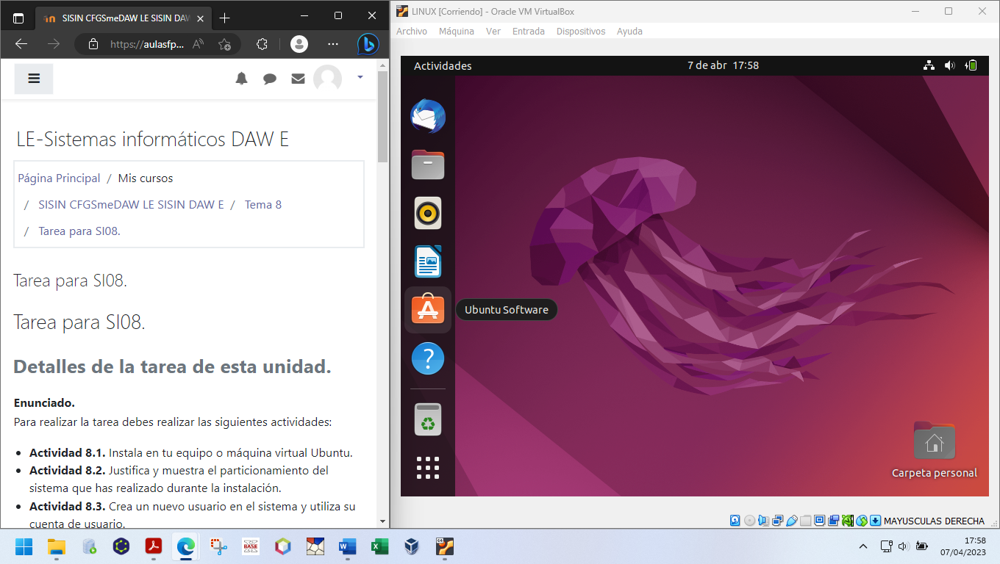 SISIN CFGSmeDAW LE SISIN DAW
https://aulasfp...
LE-Sistemas informáticos DAW E
Página Principal / Mis cursos
/ SISIN CFGSmeDAW LE SISIN DAW E / Tema 8
/ Tarea para SI08.
Tarea para SI08.
Tarea para SI08.
Detalles de la tarea de esta unidad.
Enunciado.
Para realizar la tarea debes realizar las siguientes actividades:
• Actividad 8.1. Instala en tu equipo o máquina virtual Ubuntu.
• Actividad 8.2. Justifica y muestra el particionamiento del
sistema que has realizado durante la instalación.
• Actividad 8.3. Crea un nuevo usuario en el sistema y utiliza su
cuenta de usuario.
LINUX [Corriendo] - Oracle VM VirtualBox
Archivo Máquina Ver Entrada Dispositivos Ayuda
Actividades
7 de abr 17:58
Ubuntu Software
Carpeta personal
MAYUSCULAS DERECHA
BASE
64
17:58
07/04/2023